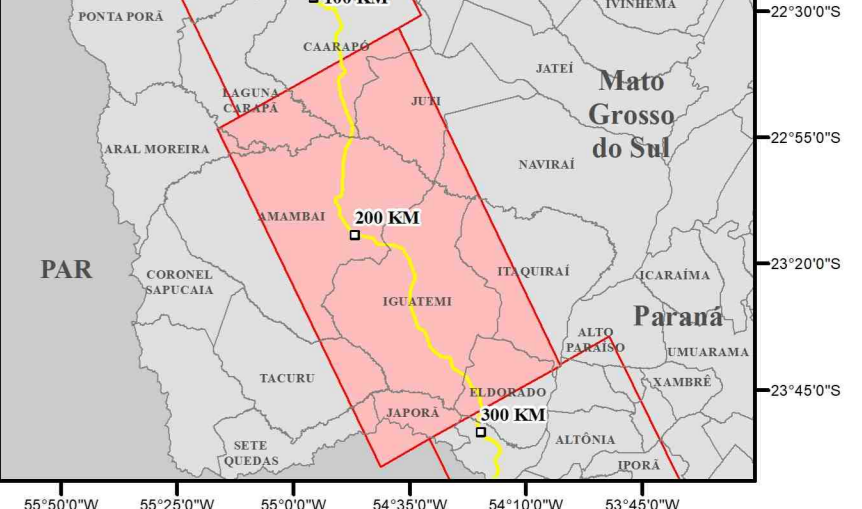 100 KM
IVINHEMA
22°30'0"S
PONTA PORÃ
CAARAPÓ
JATEÍ
Mato
Grosso
do Sul
LAGUNA
CARAPÃ
JUTI
22°55'0"S
ARAL MOREIRA
NAVIRAÍ
AMAMBAI
200 KM
PAR
CORONEL
SAPUCAIA
ITAQUIRAÍ
ICARAÍMA
23°20'0"S
IGUATEMI
Paraná
ALTO
PARAÍSO
UMUARAMA
TACURU
XAMBRÊ
23°45'0"S
ELDORADO
JAPORÃ
300 KM
ALTÔNIA
SETE
QUEDAS
IPORÃ
55°50'0"W
55°25'0"W
55°0'0"W
54°35'0"W
54°10'0"W
53°45'0"W